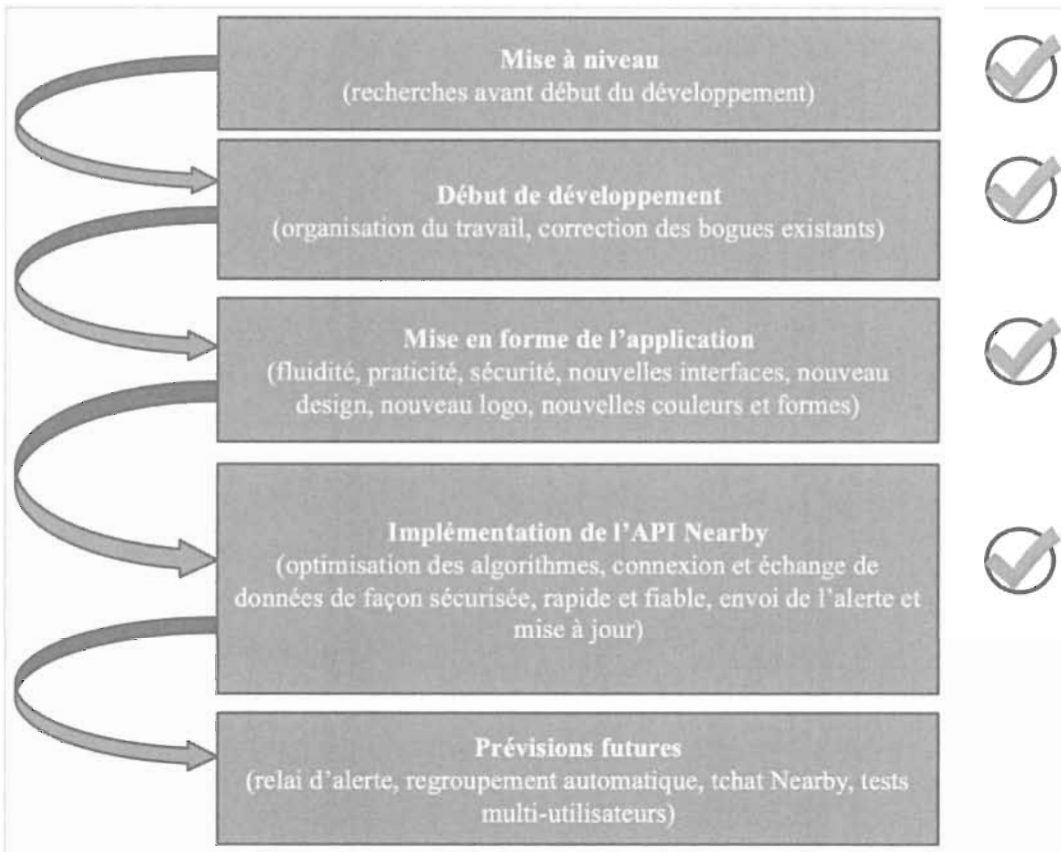 Mise à niveau
(recherches avant début du développement)
Début de développement
(organisation du travail, correction des bogues existants)
Mise en forme de l'application
(fluidité, praticité, sécurité, nouvelles interfaces, nouveau
design, nouveau logo, nouvelles couleurs et formes)
Implémentation de l'API Nearby
(optimisation des algorithmes, connexion et échange de
données de façon sécurisée, rapide et fiable, envoi de l'alerte et
mise à jour)
Prévisions futures
(relai d'alerte, regroupement automatique, tchat Nearby, tests
multi-utilisateurs)